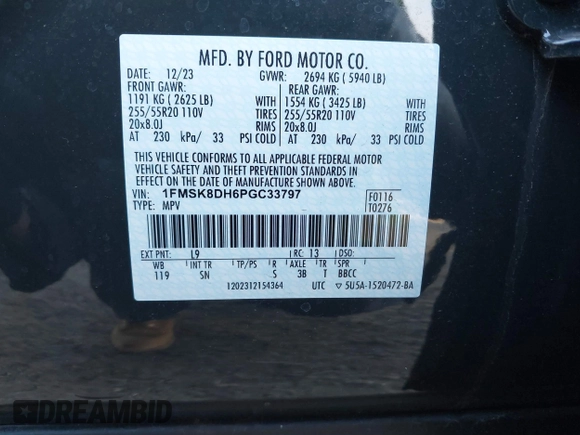 MFD. BY FORD MOTOR CO.
DATE: 12/23 GVWR: 2694 KG ( 5940 LB)
FRONT GAWR: REAR GAWR:
1191 KG ( 2625 LB) WITH 1554 KG ( 3425 LB) WITH
255/55R20 110V TIRES 255/55R20 110V TIRES
20x8.0J RIMS 20x8.0J RIMS
AT 230 kPa/ 33 PSI COLD AT 230 kPa/ 33 PSI COLD
THIS VEHICLE CONFORMS TO ALL APPLICABLE FEDERAL MOTOR
VEHICLE SAFETY AND THEFT PREVENTION STANDARDS IN
EFFECT ON THE DATE OF MANUFACTURE SHOWN ABOVE.
VIN: 1FMSK8DH6PGC33797 F0116
TYPE: MPV T0276
EXT PNT: L9 RC: 13 DSO:
WB INT TR TP/PS R AXLE TR SPR
119 SN S 3B T BBCC
1202312154364 UTC ▽ 5U5A-1520472-BA
DREAMBID